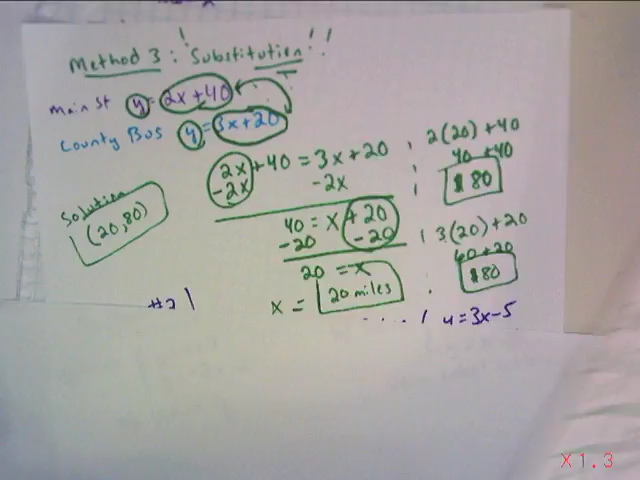 Method 3: Substitution!!
Main St y=2x+40
County Bus y=3x+20
2x+40=3x+20
-2x -2x
40=x+20
-20 -20
20=x
x= 20 miles
2(20)+40
40+40
$80
3(20)+20
60+20
$80
Solution
(20,80)
#2
y=3x-5
X1.3